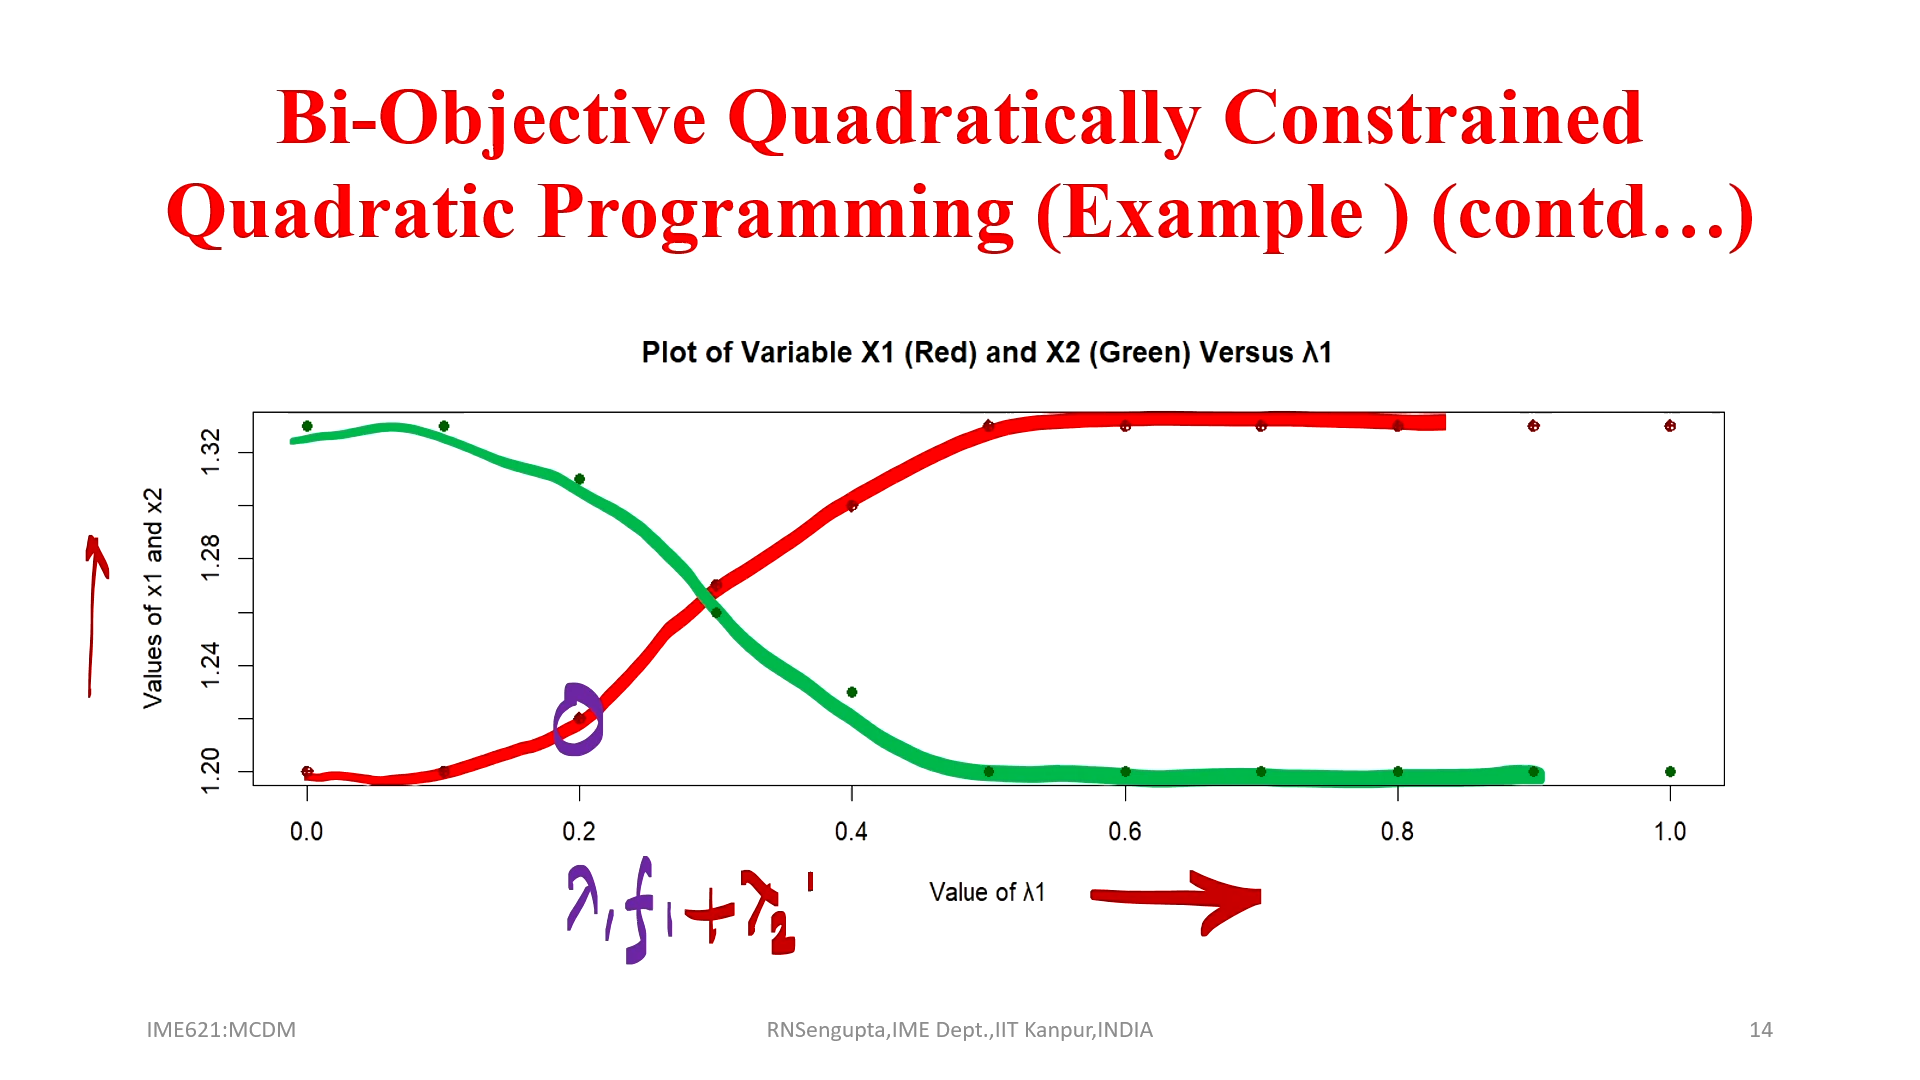 Bi-Objective Quadratically Constrained
Quadratic Programming (Example ) (contd…)
Plot of Variable X1 (Red) and X2 (Green) Versus λ1
Values of x1 and x2
1.32
1.28
1.24
1.20
0.0 0.2 0.4 0.6 0.8 1.0
Value of λ1
λ1f1+λ2
IME621:MCDM RNSengupta,IME Dept.,IIT Kanpur,INDIA 14